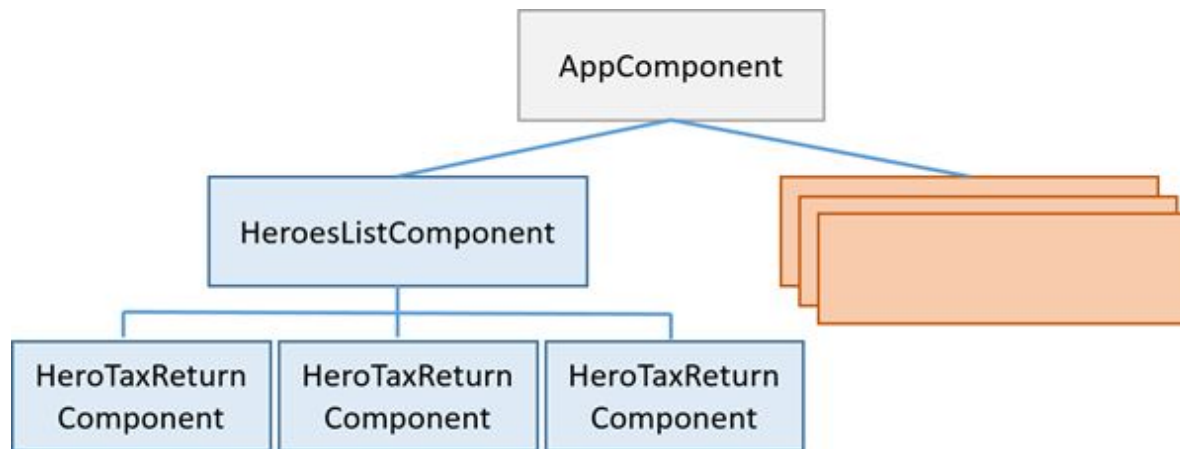 AppComponent
HeroesListComponent
HeroTaxReturn
Component
HeroTaxReturn
Component
HeroTaxReturn
Component